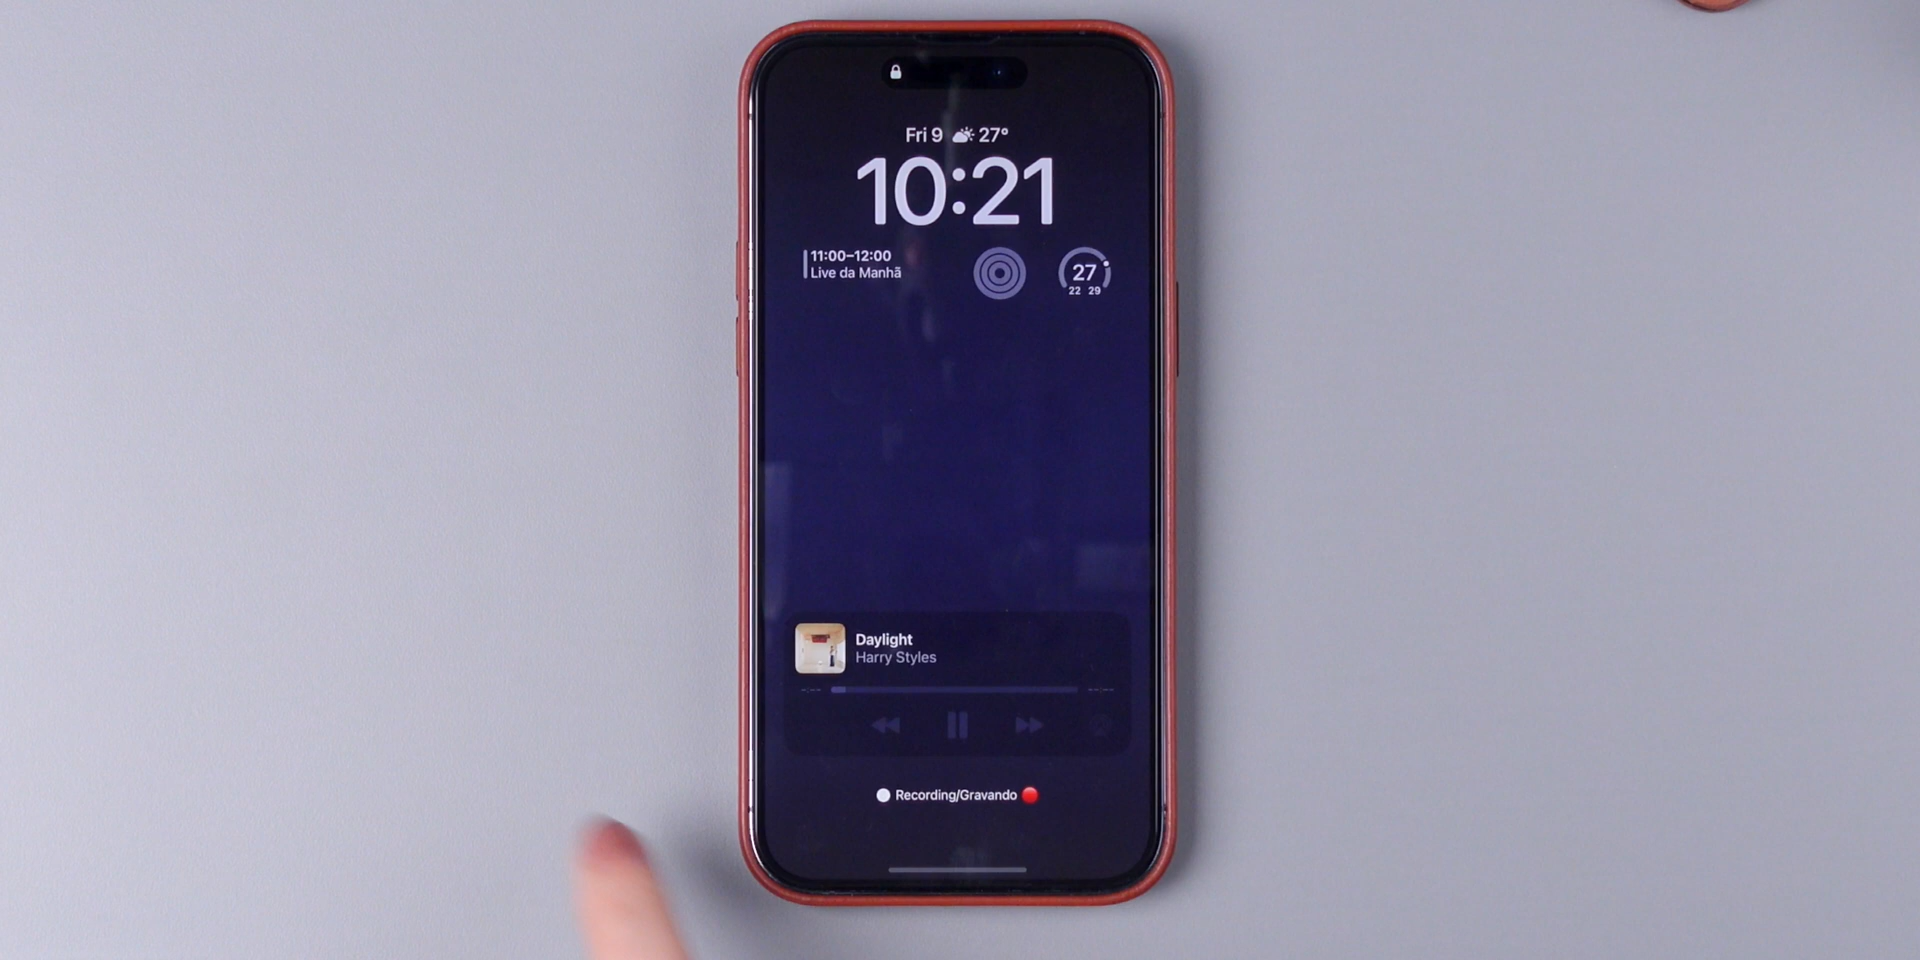 Fri 9 27°
10:21
11:00–12:00
Live da Manhã
27
22 29
Daylight
Harry Styles
Recording/Gravando